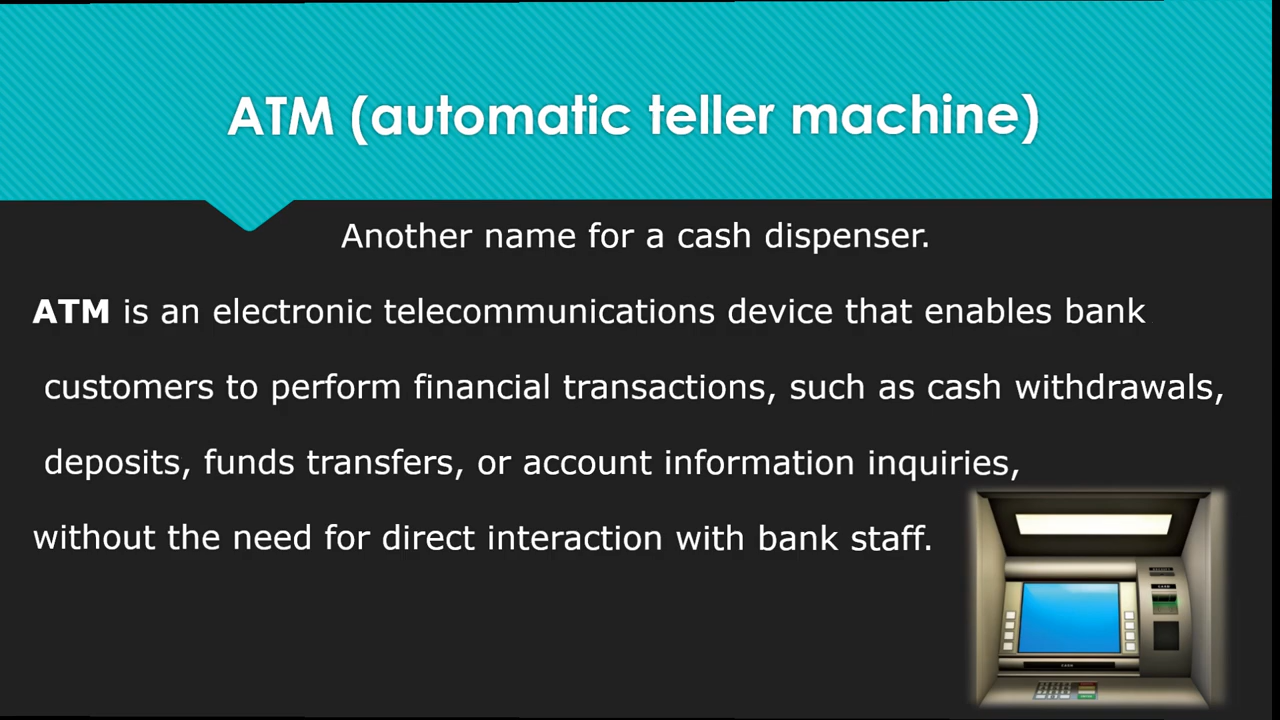 ATM (automatic teller machine)
Another name for a cash dispenser.
ATM is an electronic telecommunications device that enables bank
customers to perform financial transactions, such as cash withdrawals,
deposits, funds transfers, or account information inquiries,
without the need for direct interaction with bank staff.